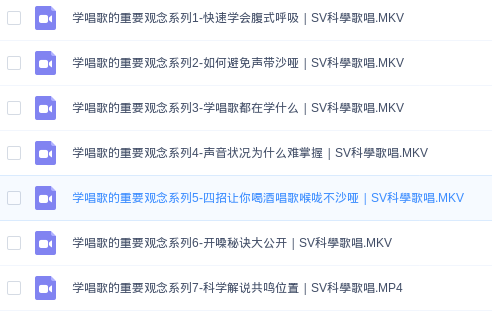 学唱歌的重要观念系列1-快速学会腹式呼吸｜SV科學歌唱.MKV
学唱歌的重要观念系列2-如何避免声带沙哑｜SV科學歌唱.MKV
学唱歌的重要观念系列3-学唱歌都在学什么｜SV科學歌唱.MKV
学唱歌的重要观念系列4-声音状况为什么难掌握｜SV科學歌唱.MKV
学唱歌的重要观念系列5-四招让你喝酒唱歌喉咙不沙哑｜SV科學歌唱.MKV
学唱歌的重要观念系列6-开嗓秘诀大公开｜SV科學歌唱.MKV
学唱歌的重要观念系列7-科学解说共鸣位置｜SV科學歌唱.MP4